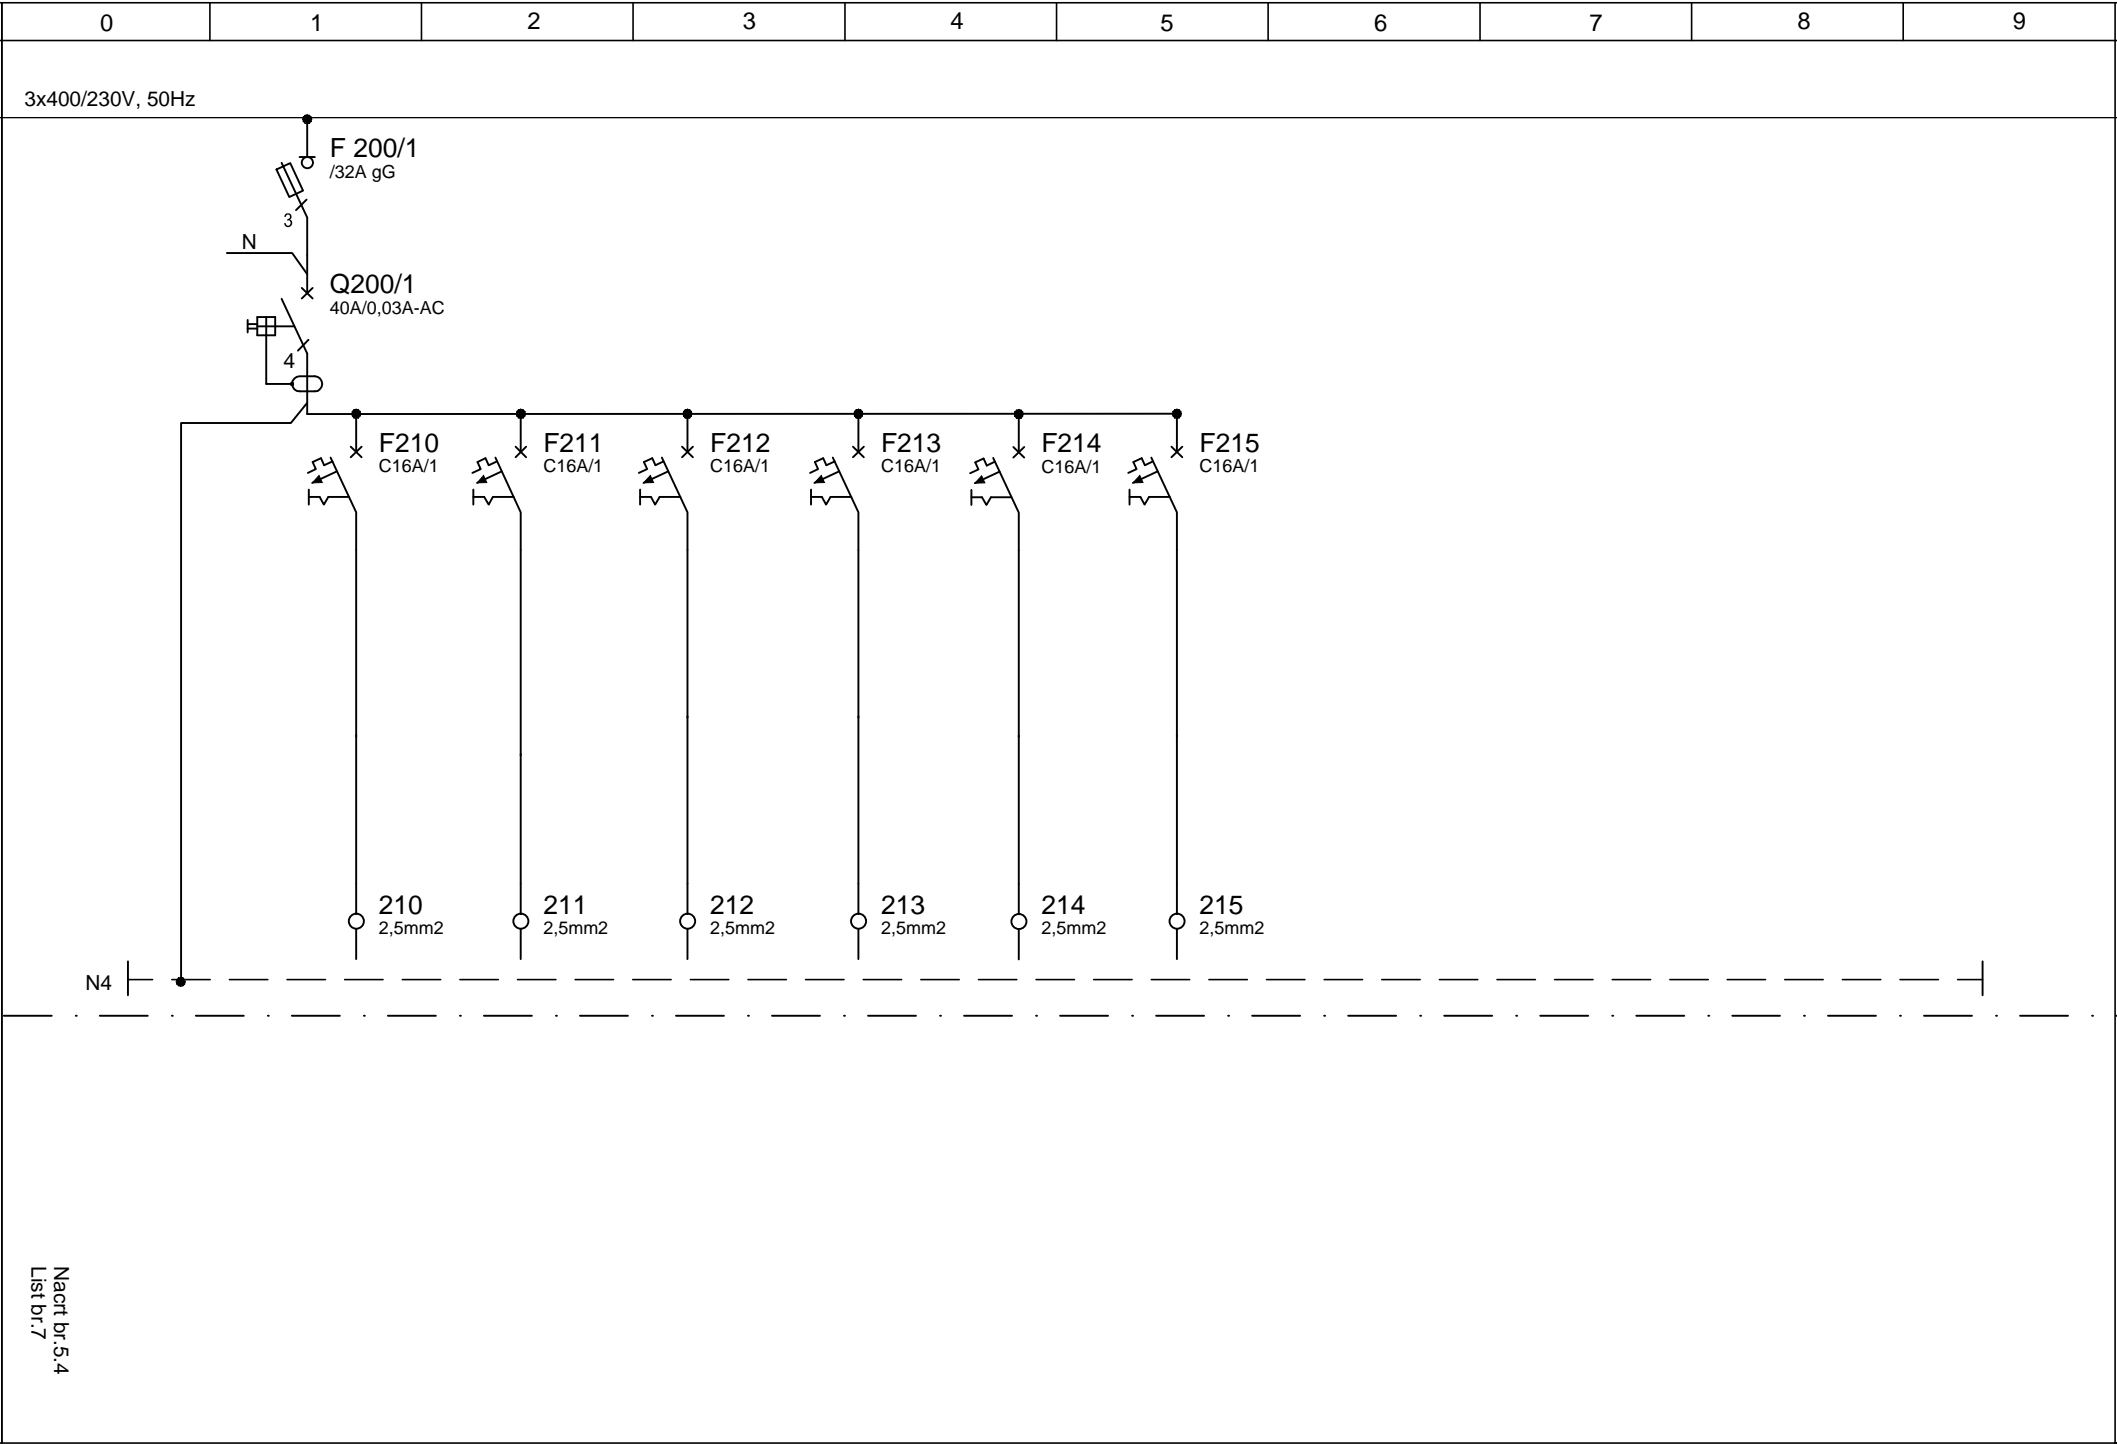 0 1 2 3 4 5 6 7 8 9
3x400/230V, 50Hz
F 200/1
/32A gG
3
N
Q200/1
40A/0,03A-AC
4
F210 F211 F212 F213 F214 F215
C16A/1 C16A/1 C16A/1 C16A/1 C16A/1 C16A/1
210 211 212 213 214 215
2,5mm2 2,5mm2 2,5mm2 2,5mm2 2,5mm2 2,5mm2
N4
Nacrt br.5.4
List br.7